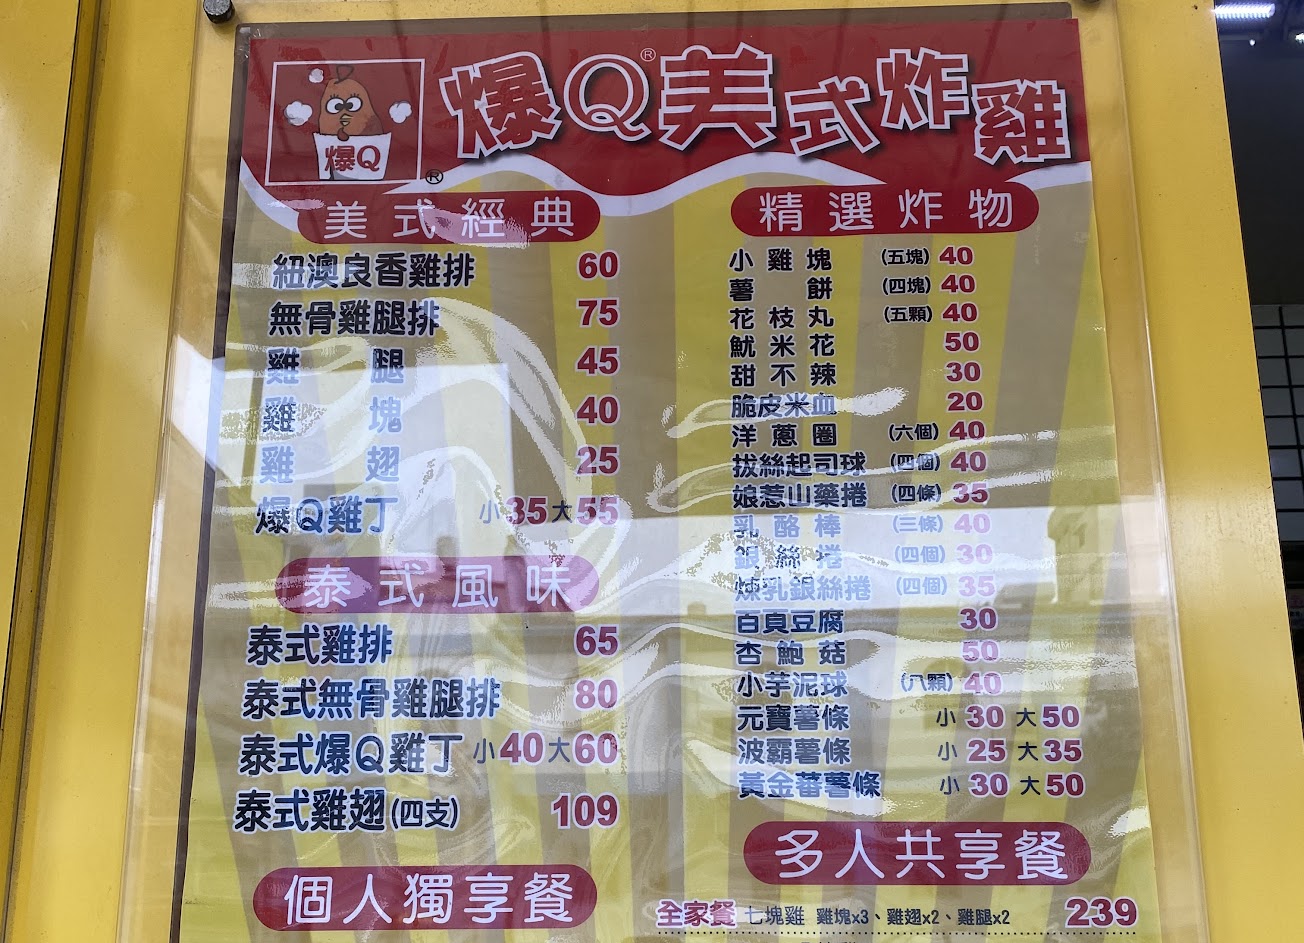 爆Q®美式炸雞
爆Q
®
美式經典
紐澳良香雞排 60
無骨雞腿排 75
雞腿 45
雞塊 40
雞翅 25
爆Q雞丁 小35大55
泰式風味
泰式雞排 65
泰式無骨雞腿排 80
泰式爆Q雞丁 小40大60
泰式雞翅(四支) 109
個人獨享餐
精選炸物
小雞塊 (五塊) 40
薯餅 (四塊) 40
花枝丸 (五顆) 40
魷米花 50
甜不辣 30
脆皮米血 20
洋蔥圈 (六個) 40
拔絲起司球 (四個) 40
娘惹山藥捲 (四條) 35
乳酪棒 (三條) 40
銀絲捲 (四個) 30
煉乳銀絲捲 (四個) 35
百頁豆腐 30
杏鮑菇 50
小芋泥球 (八顆) 40
元寶薯條 小30大50
波霸薯條 小25大35
黃金蕃薯條 小30大50
多人共享餐
全家餐 七塊雞 雞塊x3、雞翅x2、雞腿x2 239